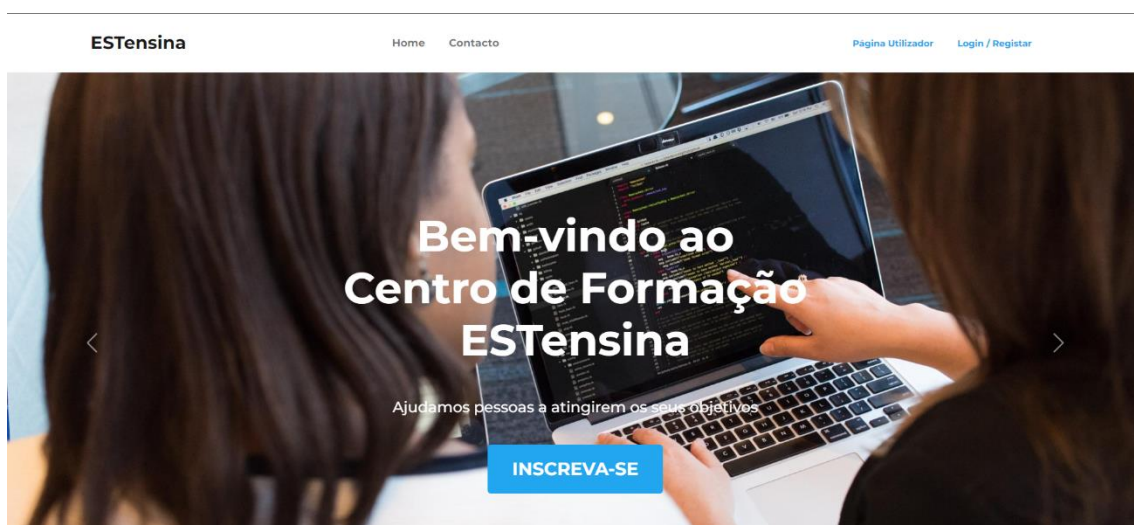 ESTensina
Home Contacto
Página Utilizador Login / Registar
Bem-vindo ao
Centro de Formação
ESTensina
Ajudamos pessoas a atingirem os seus objetivos
INSCREVA-SE